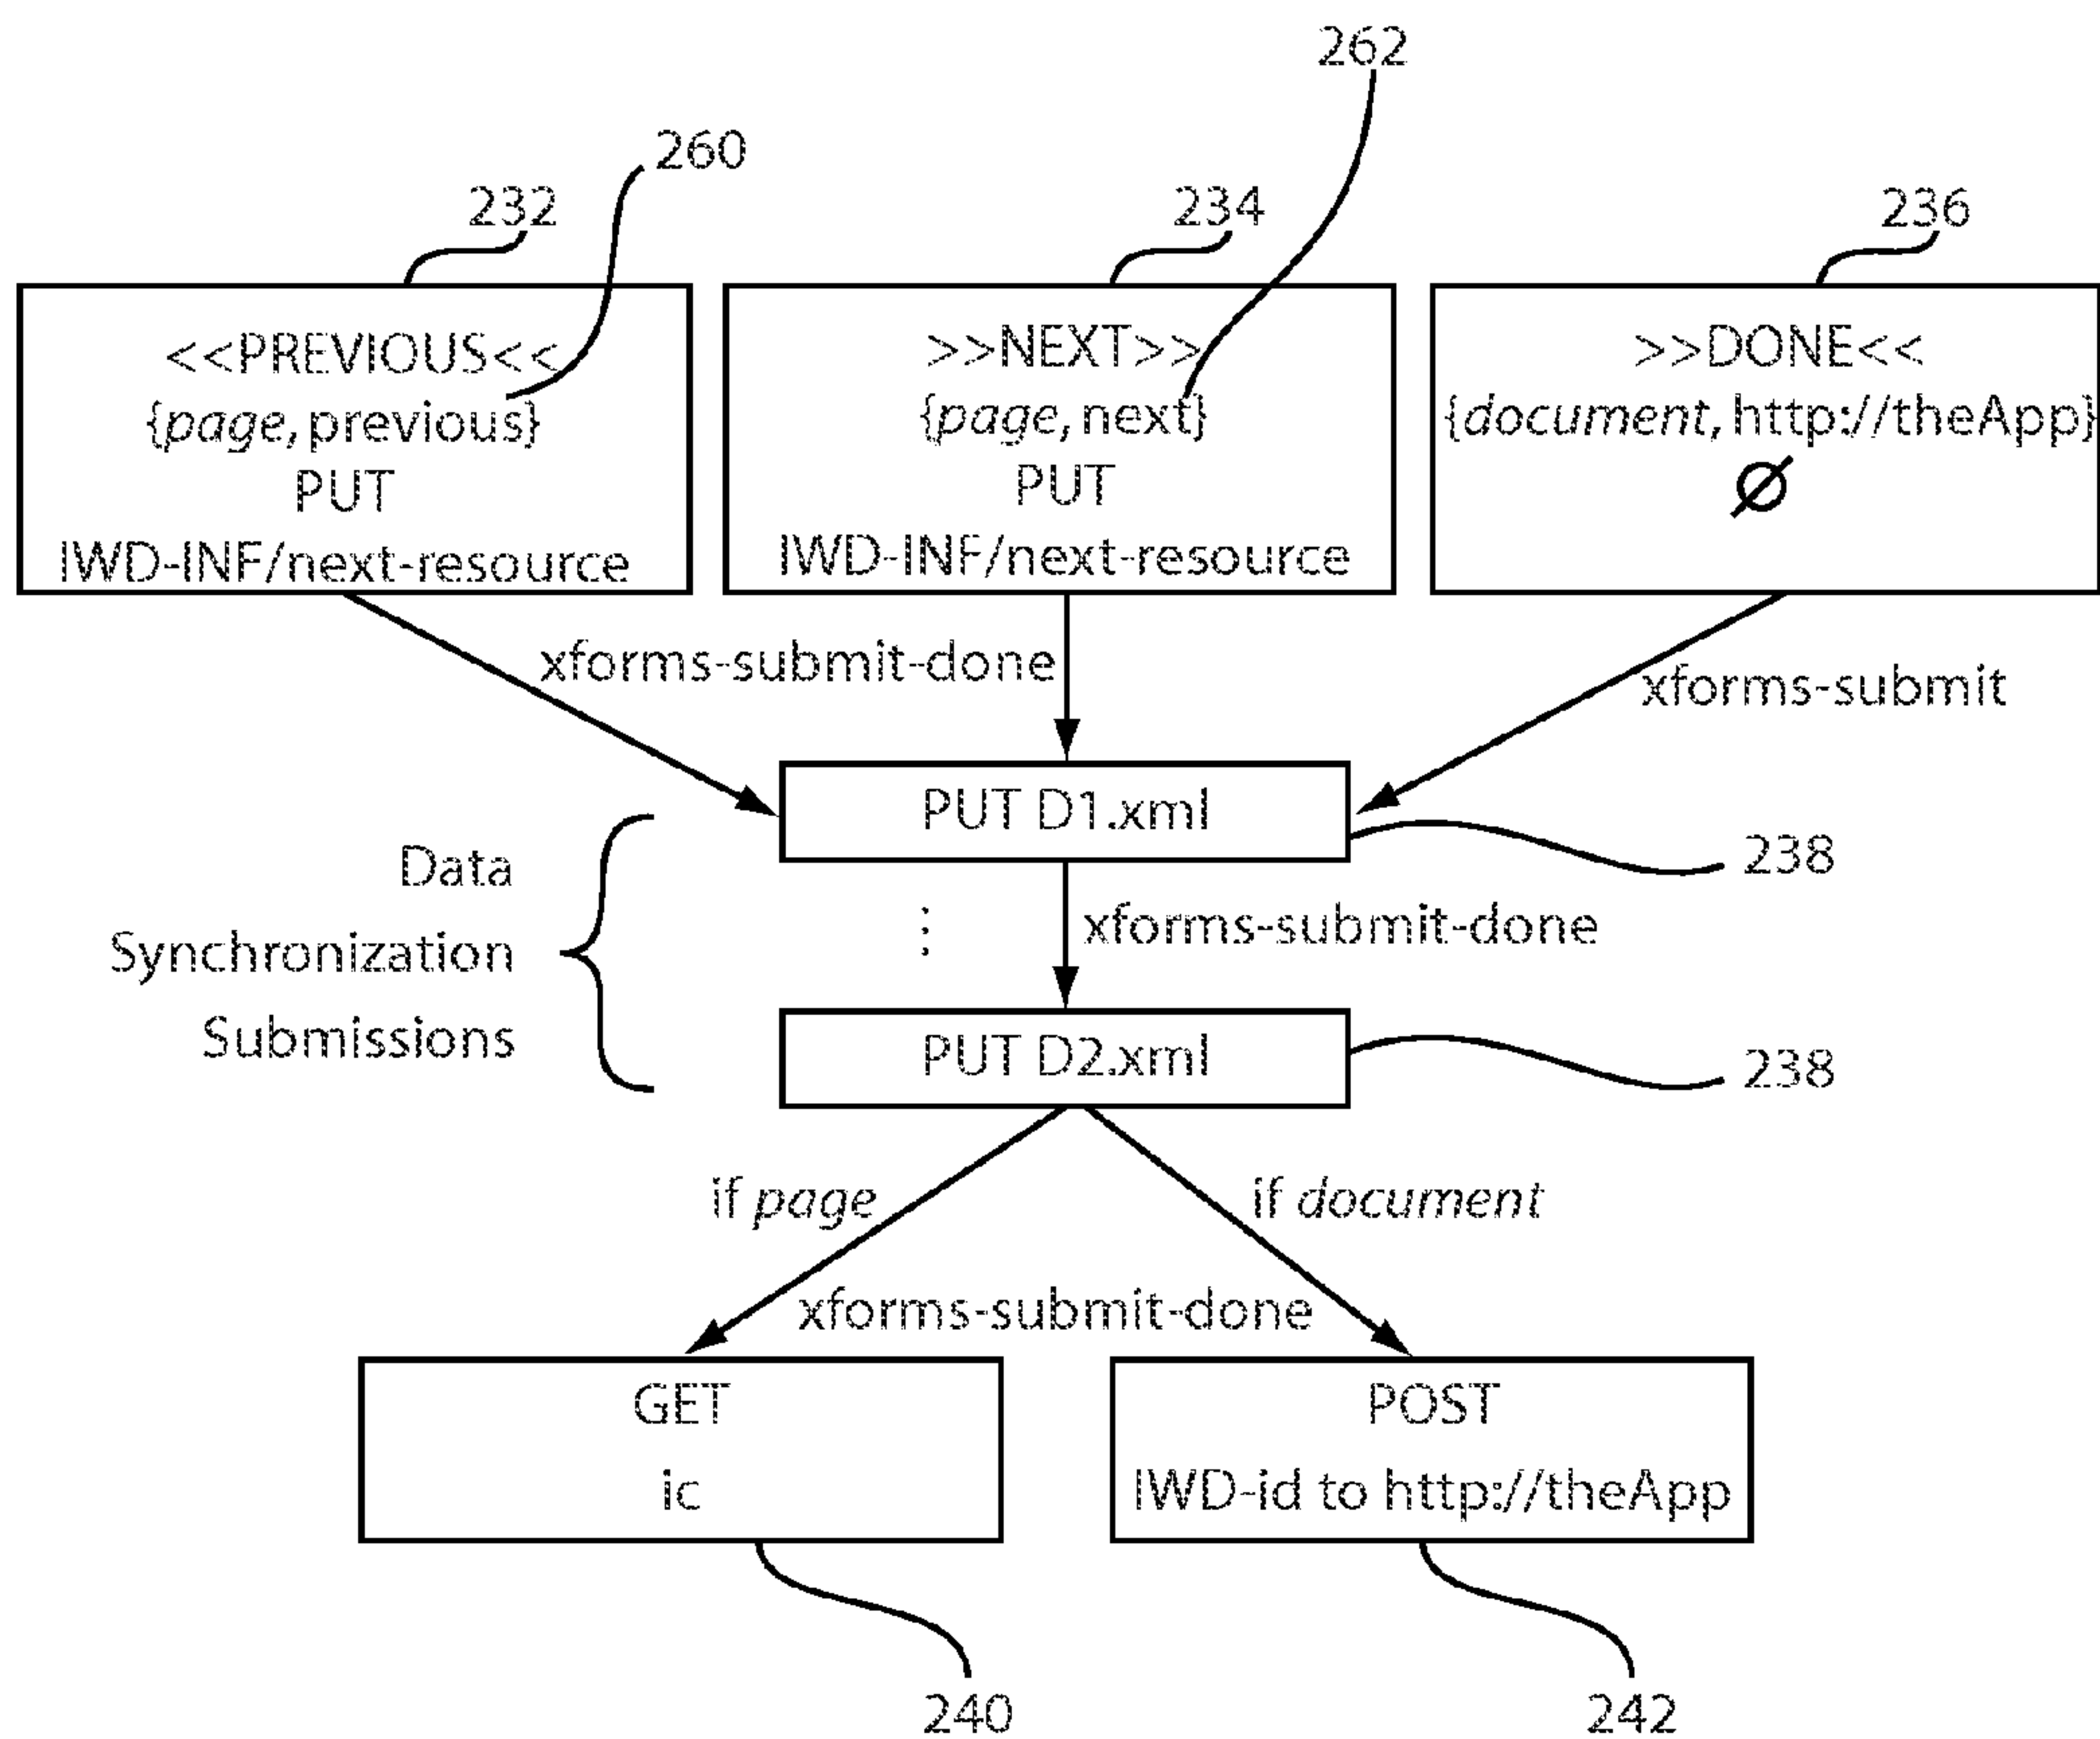 262
260
232
234
236
<<PREVIOUS<<
{page, previous}
PUT
IWD-INF/next-resource
>>NEXT>>
{page, next}
PUT
IWD-INF/next-resource
>>DONE<<
{document, http://theApp}
Ø
xforms-submit-done
xforms-submit
PUT D1.xml
238
Data
Synchronization
Submissions
⋮
xforms-submit-done
PUT D2.xml
238
if page
if document
xforms-submit-done
GET
ic
POST
IWD-id to http://theApp
240
242